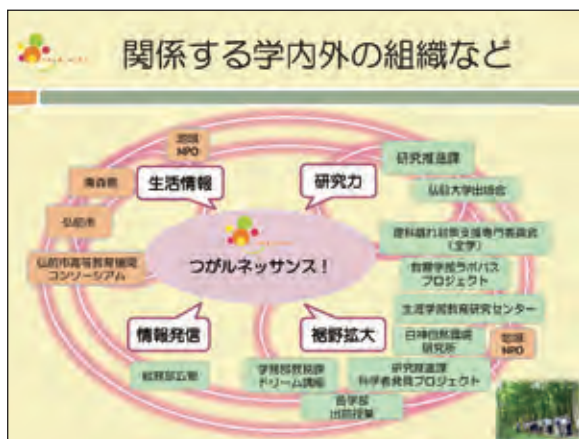 関係する学内外の組織など
地域
NPO
青森県
生活情報
研究力
研究推進課
弘前大学出版会
弘前市
理科離れ対策支援専門委員会
(全学)
弘前市高等教育機関
コンソーシアム
つがルネッサンス!
教員学習ラボバス
プロジェクト
生涯学習教育研究センター
情報発信
裾野拡大
白神自然環境
研究所
地域
NPO
総務部広報
学務部教務課
ドリーム講座
研究推進課
科学者発見プロジェクト
各学部
出前授業